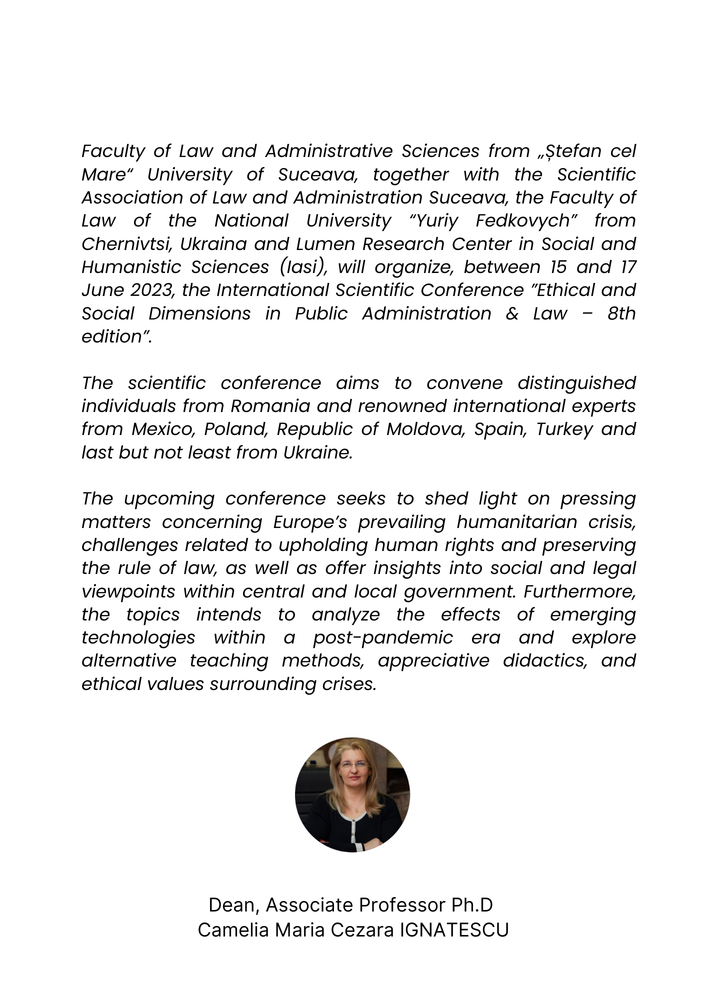 Faculty of Law and Administrative Sciences from „Ștefan cel
Mare“ University of Suceava, together with the Scientific
Association of Law and Administration Suceava, the Faculty of
Law of the National University “Yuriy Fedkovych” from
Chernivtsi, Ukraina and Lumen Research Center in Social and
Humanistic Sciences (Iasi), will organize, between 15 and 17
June 2023, the International Scientific Conference ”Ethical and
Social Dimensions in Public Administration & Law – 8th
edition”.
The scientific conference aims to convene distinguished
individuals from Romania and renowned international experts
from Mexico, Poland, Republic of Moldova, Spain, Turkey and
last but not least from Ukraine.
The upcoming conference seeks to shed light on pressing
matters concerning Europe’s prevailing humanitarian crisis,
challenges related to upholding human rights and preserving
the rule of law, as well as offer insights into social and legal
viewpoints within central and local government. Furthermore,
the topics intends to analyze the effects of emerging
technologies within a post-pandemic era and explore
alternative teaching methods, appreciative didactics, and
ethical values surrounding crises.
Dean, Associate Professor Ph.D
Camelia Maria Cezara IGNATESCU